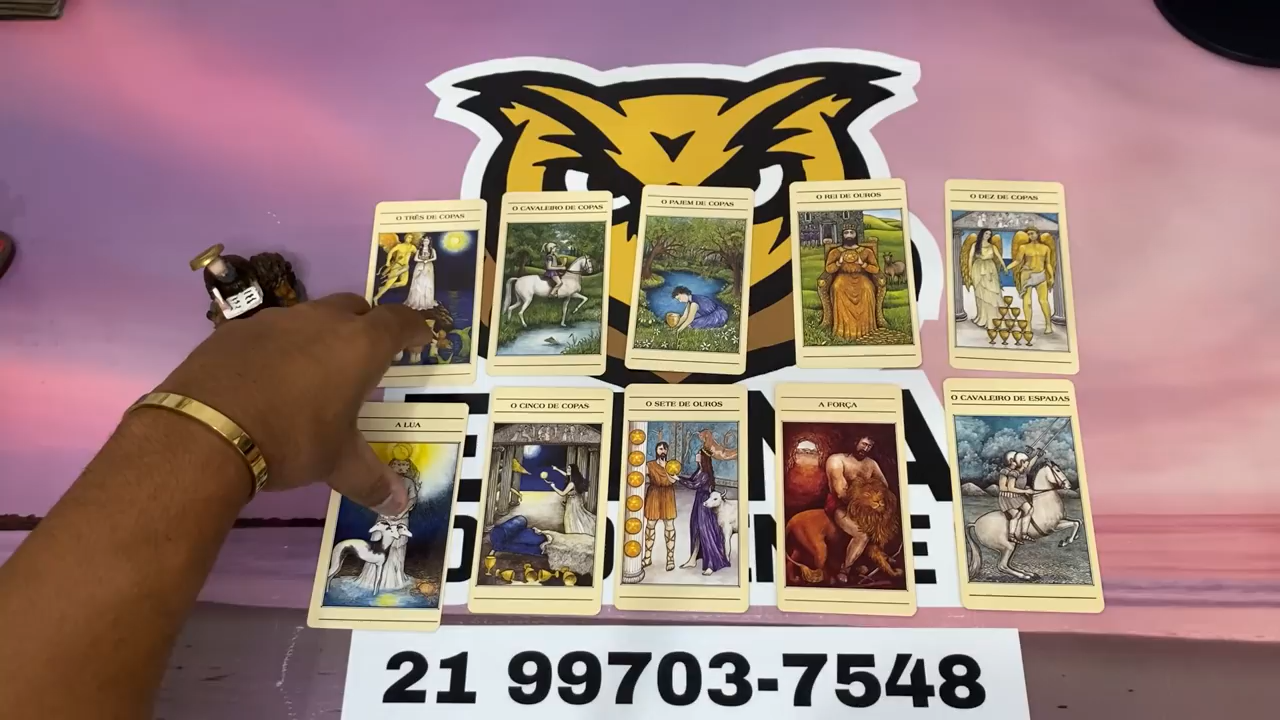 O TRÊS DE COPAS
O CAVALEIRO DE COPAS
O PAJEM DE COPAS
O REI DE OUROS
O DEZ DE COPAS
A LUA
O CINCO DE COPAS
O SETE DE OUROS
A FORÇA
O CAVALEIRO DE ESPADAS
21 99703-7548